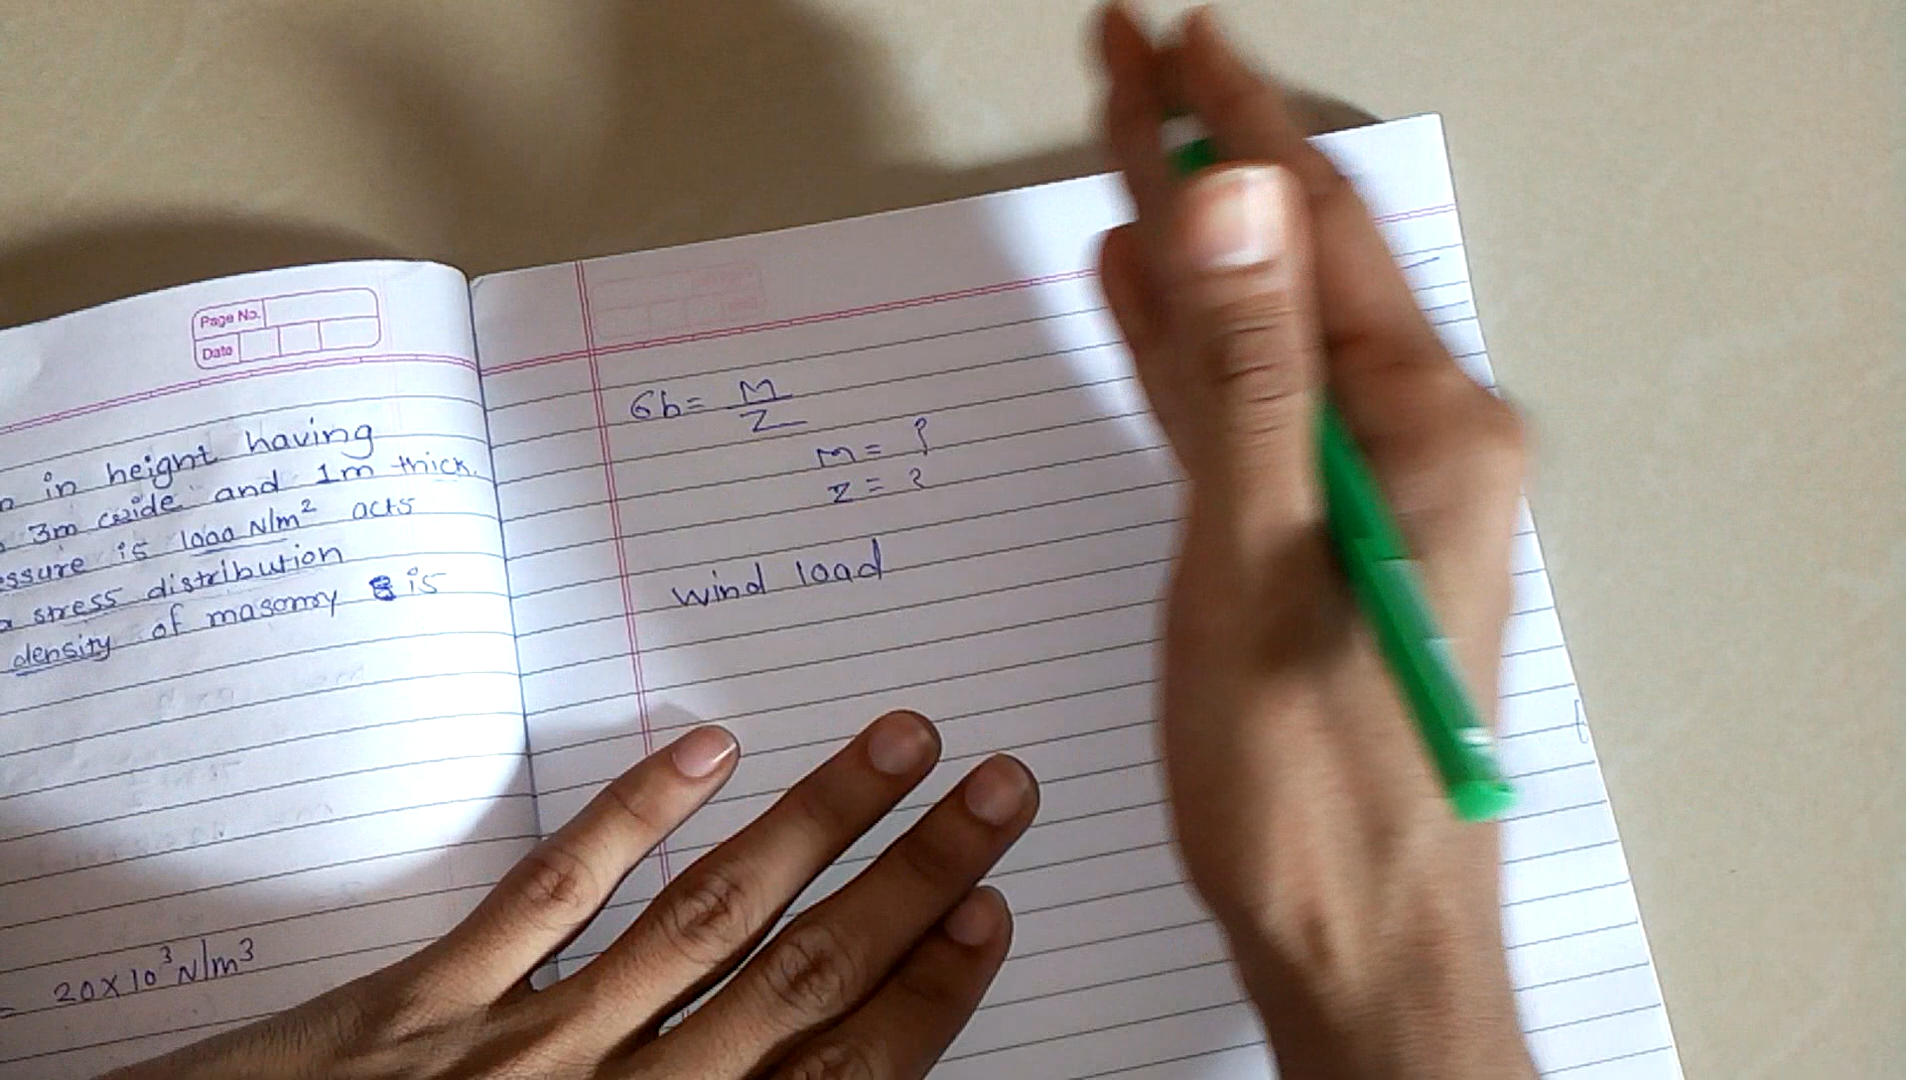 Page No.
Date
in height having
3m wide and 1m thick.
essure is 1000 N/m² acts
stress distribution
density of masonry is
20×10³ N/m³
σb = M
Z
M = ?
Z = ?
wind load